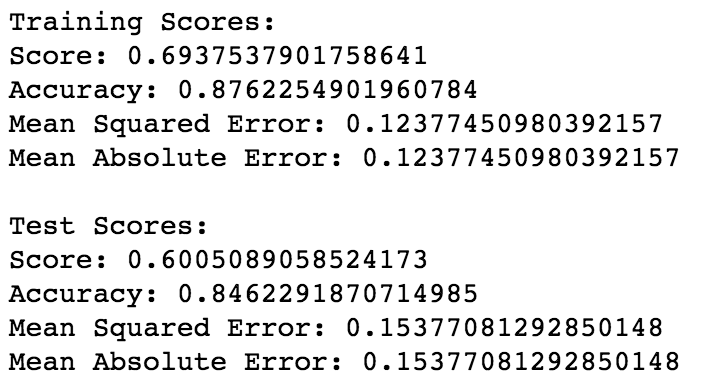 Training Scores:
Score: 0.6937537901758641
Accuracy: 0.8762254901960784
Mean Squared Error: 0.12377450980392157
Mean Absolute Error: 0.12377450980392157
Test Scores:
Score: 0.6005089058524173
Accuracy: 0.8462291870714985
Mean Squared Error: 0.15377081292850148
Mean Absolute Error: 0.15377081292850148